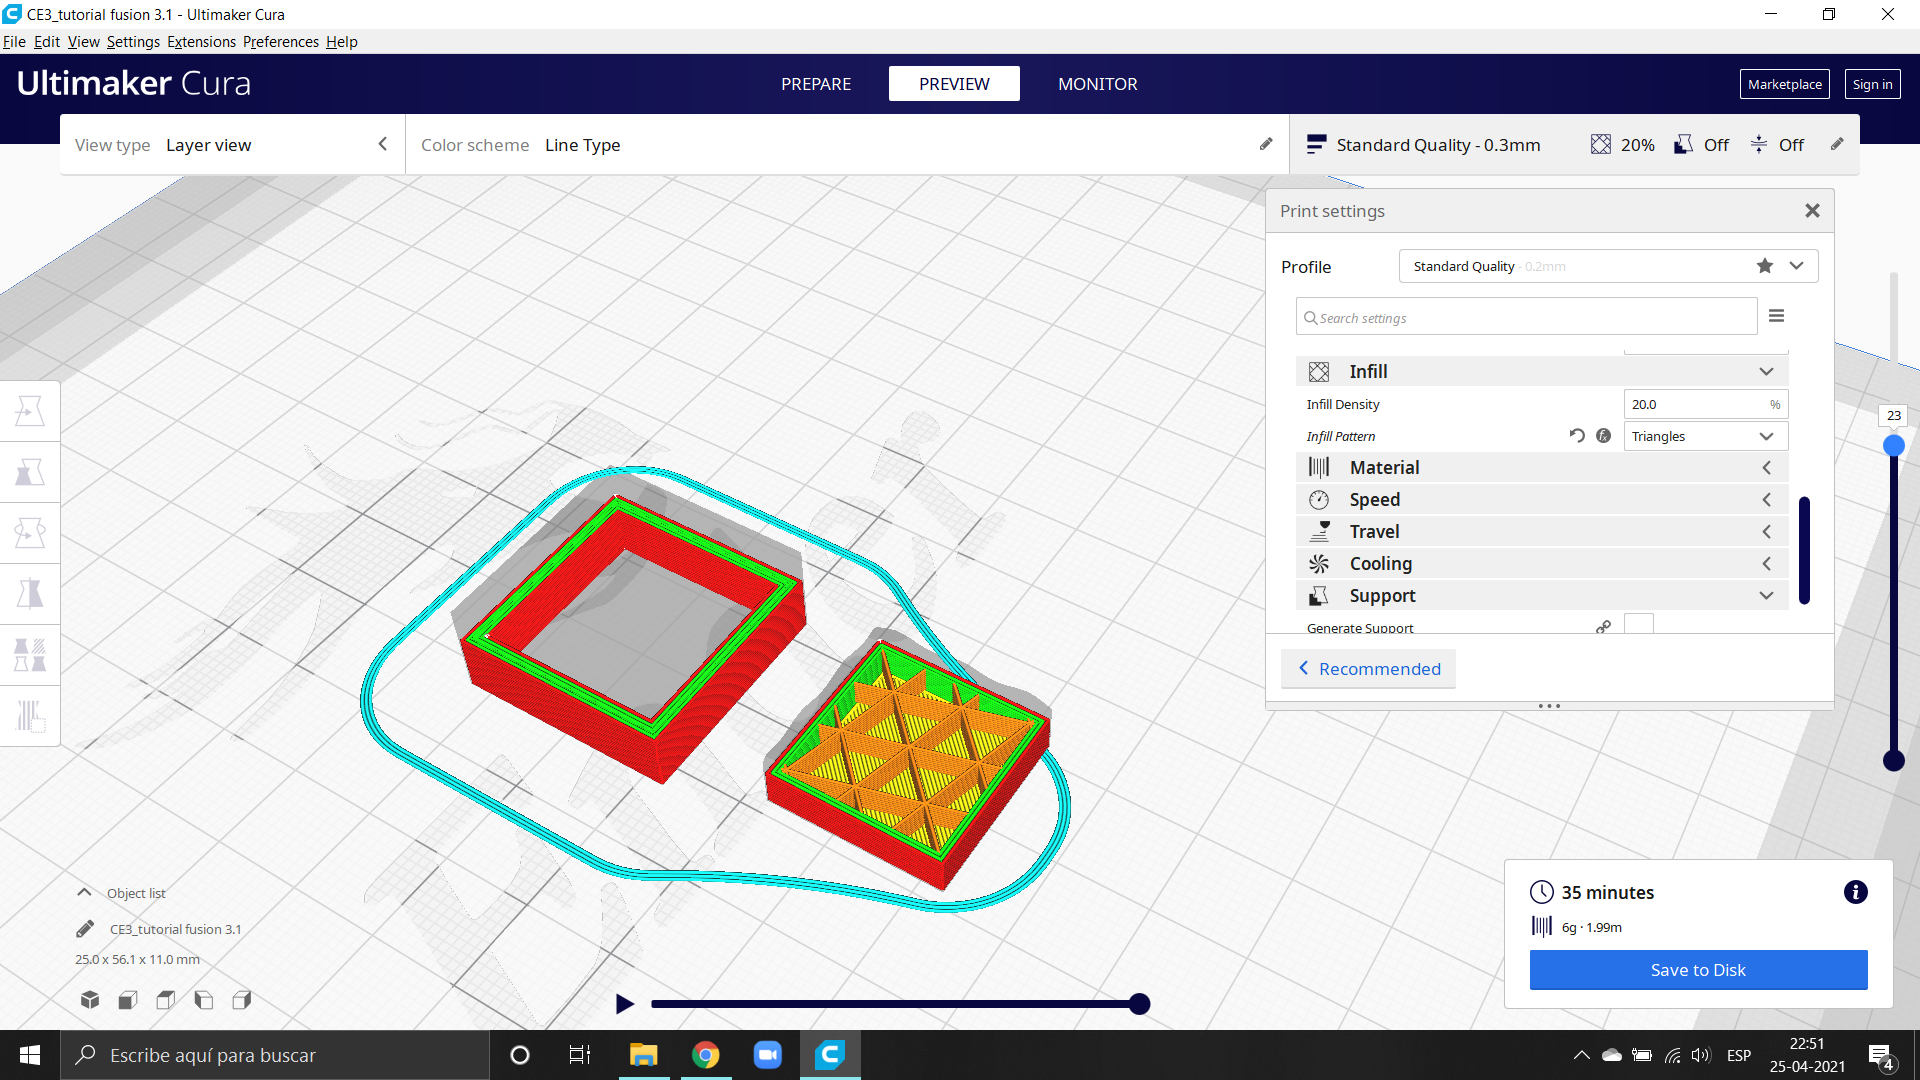 CE3_tutorial fusion 3.1 - Ultimaker Cura
File Edit View Settings Extensions Preferences Help
Ultimaker Cura
PREPARE
PREVIEW
MONITOR
Marketplace
Sign in
View type Layer view
Color scheme Line Type
Standard Quality - 0.3mm
20%
Off
Off
Print settings
Profile
Standard Quality - 0.2mm
Search settings
Infill
Infill Density
20.0 %
Infill Pattern
Triangles
Material
Speed
Travel
Cooling
Support
Generate Support
Recommended
23
Object list
CE3_tutorial fusion 3.1
25.0 x 56.1 x 11.0 mm
35 minutes
6g · 1.99m
Save to Disk
Escribe aquí para buscar
ESP
22:51
25-04-2021
4